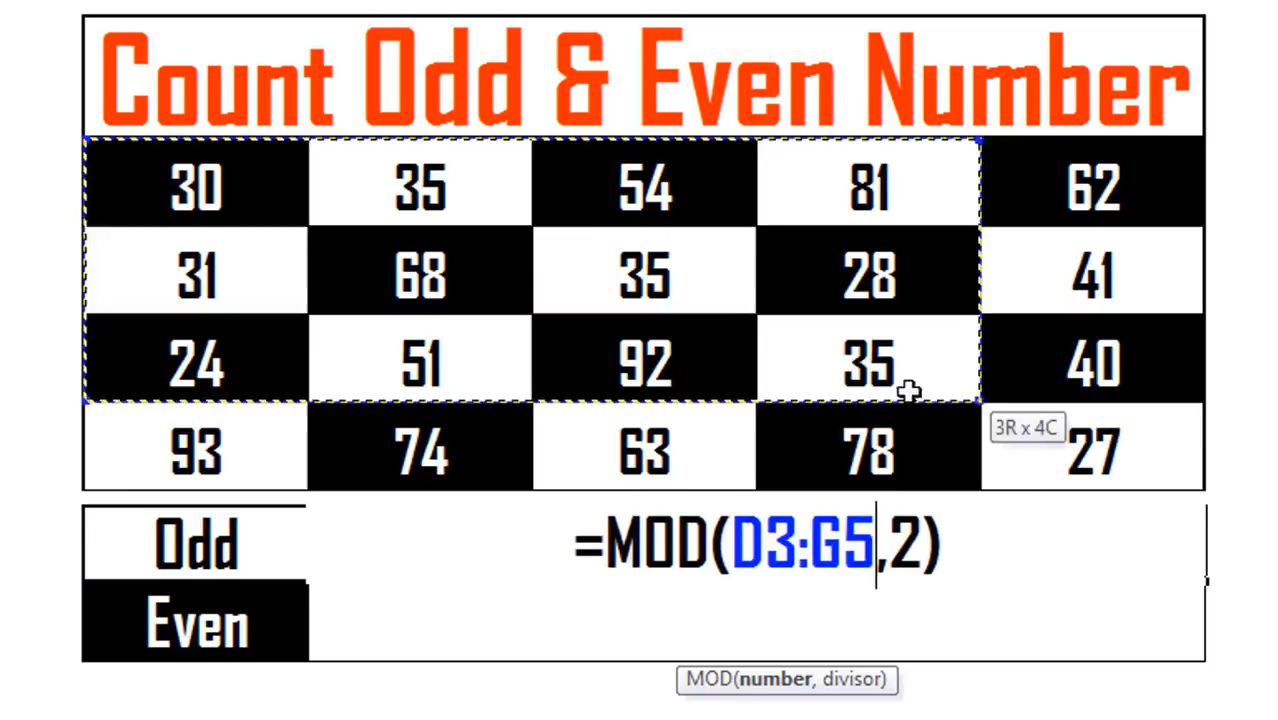 Count Odd & Even Number
30 35 54 81 62
31 68 35 28 41
24 51 92 35 40
3R x 4C
93 74 63 78 27
Odd =MOD(D3:G5,2)
Even
MOD(number, divisor)